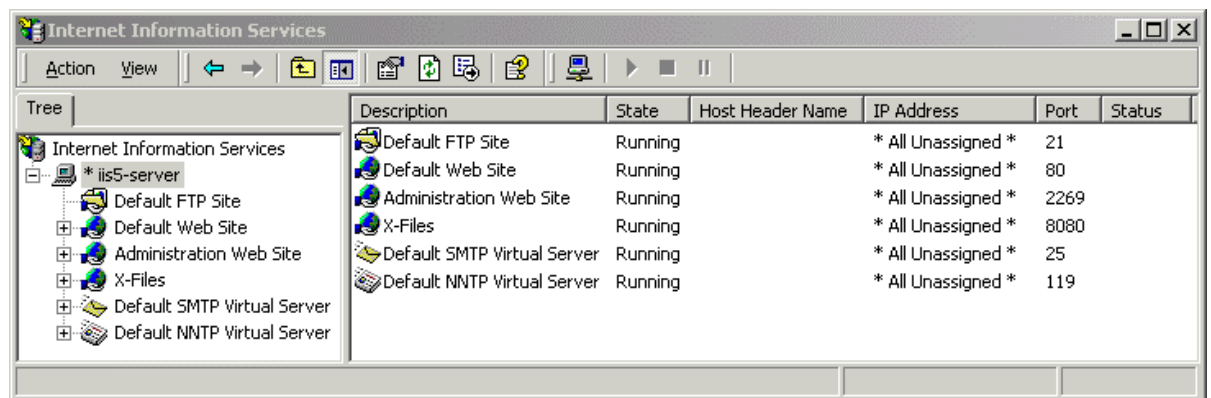 Internet Information Services
Action View
Tree
Internet Information Services
* iis5-server
Default FTP Site
Default Web Site
Administration Web Site
X-Files
Default SMTP Virtual Server
Default NNTP Virtual Server
Description State Host Header Name IP Address Port Status
Default FTP Site Running * All Unassigned * 21
Default Web Site Running * All Unassigned * 80
Administration Web Site Running * All Unassigned * 2269
X-Files Running * All Unassigned * 8080
Default SMTP Virtual Server Running * All Unassigned * 25
Default NNTP Virtual Server Running * All Unassigned * 119